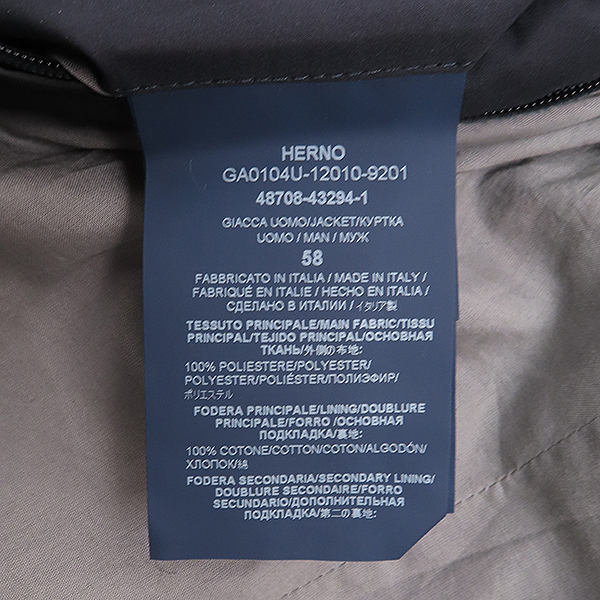 HERNO
GA0104U-12010-9201
48708-43294-1
GIACCA UOMO/JACKET/КУРТКА
UOMO / MAN / МУЖ
58
FABBRICATO IN ITALIA / MADE IN ITALY /
FABRIQUÉ EN ITALIE / HECHO EN ITALIA /
СДЕЛАНО В ИТАЛИИ / イタリア製
TESSUTO PRINCIPALE/MAIN FABRIC/TISSU
PRINCIPAL/TEJIDO PRINCIPAL/ОСНОВНАЯ
ТКАНЬ/外側の布地:
100% POLIESTERE/POLYESTER/
POLYESTER/POLIÉSTER/ПОЛИЭФИР/
ポリエステル
FODERA PRINCIPALE/LINING/DOUBLURE
PRINCIPALE/FORRO /ОСНОВНАЯ
ПОДКЛАДКА/裏地:
100% COTONE/COTTON/COTON/ALGODÓN/
ХЛОПОК/綿
FODERA SECONDARIA/SECONDARY LINING/
DOUBLURE SECONDAIRE/FORRO
SECUNDARIO/ДОПОЛНИТЕЛЬНАЯ
ПОДКЛАДКА/第二の裏地: